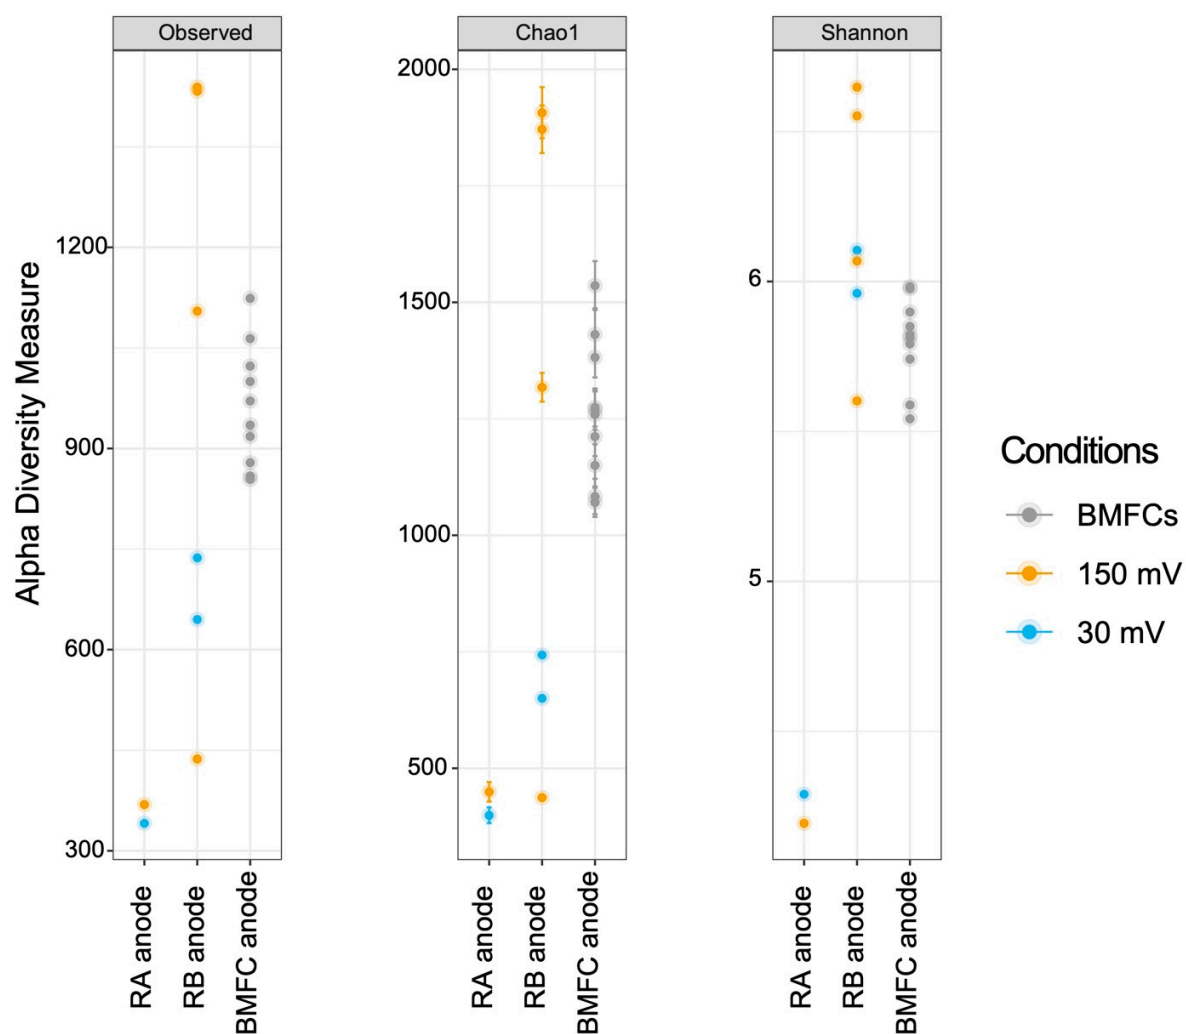 Observed
Chao1
Shannon
Alpha Diversity Measure
1200
900
600
300
2000
1500
1000
500
6
5
RA anode
RB anode
BMFC anode
RA anode
RB anode
BMFC anode
RA anode
RB anode
BMFC anode
Conditions
BMFCs
150 mV
30 mV